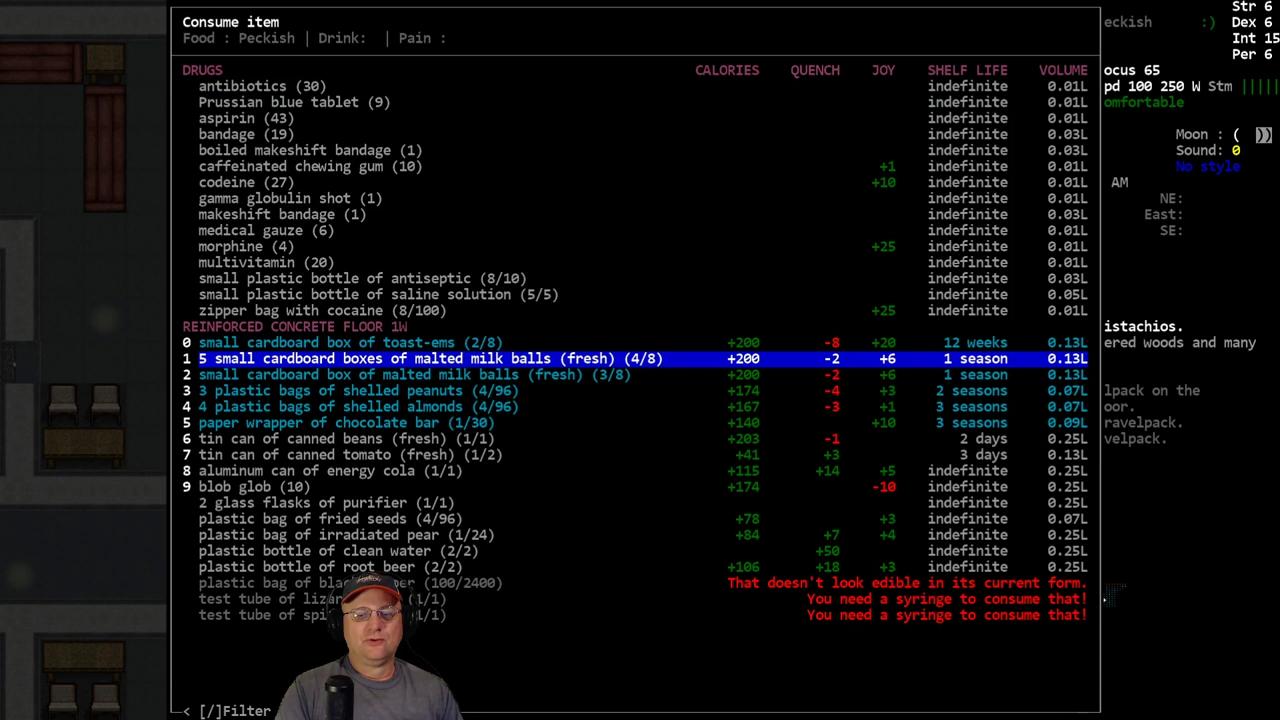 Consume item
Food : Peckish | Drink: | Pain :
eckish :)
Str 6
Dex 6
Int 15
Per 6
DRUGS CALORIES QUENCH JOY SHELF LIFE VOLUME
antibiotics (30) indefinite 0.01L
Prussian blue tablet (9) indefinite 0.01L
aspirin (43) indefinite 0.01L
bandage (19) indefinite 0.03L
boiled makeshift bandage (1) indefinite 0.01L
caffeinated chewing gum (10) +1 indefinite 0.01L
codeine (27) +10 indefinite 0.01L
gamma globulin shot (1) indefinite 0.01L
makeshift bandage (1) indefinite 0.03L
medical gauze (6) indefinite 0.01L
morphine (4) +25 indefinite 0.01L
multivitamin (20) indefinite 0.01L
small plastic bottle of antiseptic (8/10) indefinite 0.03L
small plastic bottle of saline solution (5/5) indefinite 0.05L
zipper bag with cocaine (8/100) +25 indefinite 0.01L
REINFORCED CONCRETE FLOOR 1W
0 small cardboard box of toast-ems (2/8) +200 -8 +20 12 weeks 0.13L
1 5 small cardboard boxes of malted milk balls (fresh) (4/8) +200 -2 +6 1 season 0.13L
2 small cardboard box of malted milk balls (fresh) (3/8) +200 -2 +6 1 season 0.13L
3 3 plastic bags of shelled peanuts (4/96) +174 -4 +3 2 seasons 0.07L
4 4 plastic bags of shelled almonds (4/96) +167 -3 +1 3 seasons 0.07L
5 paper wrapper of chocolate bar (1/30) +140 +10 3 seasons 0.09L
6 tin can of canned beans (fresh) (1/1) +203 -1 2 days 0.25L
7 tin can of canned tomato (fresh) (1/2) +41 +3 3 days 0.13L
8 aluminum can of energy cola (1/1) +115 +14 +5 indefinite 0.25L
9 blob glob (10) +174 -10 indefinite 0.25L
2 glass flasks of purifier (1/1) indefinite 0.25L
plastic bag of fried seeds (4/96) +78 +3 indefinite 0.07L
plastic bag of irradiated pear (1/24) +84 +7 +4 indefinite 0.25L
plastic bottle of clean water (2/2) +50 indefinite 0.25L
plastic bottle of root beer (2/2) +106 +18 +3 indefinite 0.25L
plastic bag of (100/2400) That doesn't look edible in its current form.
test tube of (1/1) You need a syringe to consume that!
test tube of (1/1) You need a syringe to consume that!
< [/]Filter
ocus 65
pd 100 250 W Stm |||||
omfortable
Moon : ( ))
Sound: 0
No style
AM
NE:
East:
SE:
istachios.
ered woods and many
lpack on the
oor.
ravelpack.
velpack.